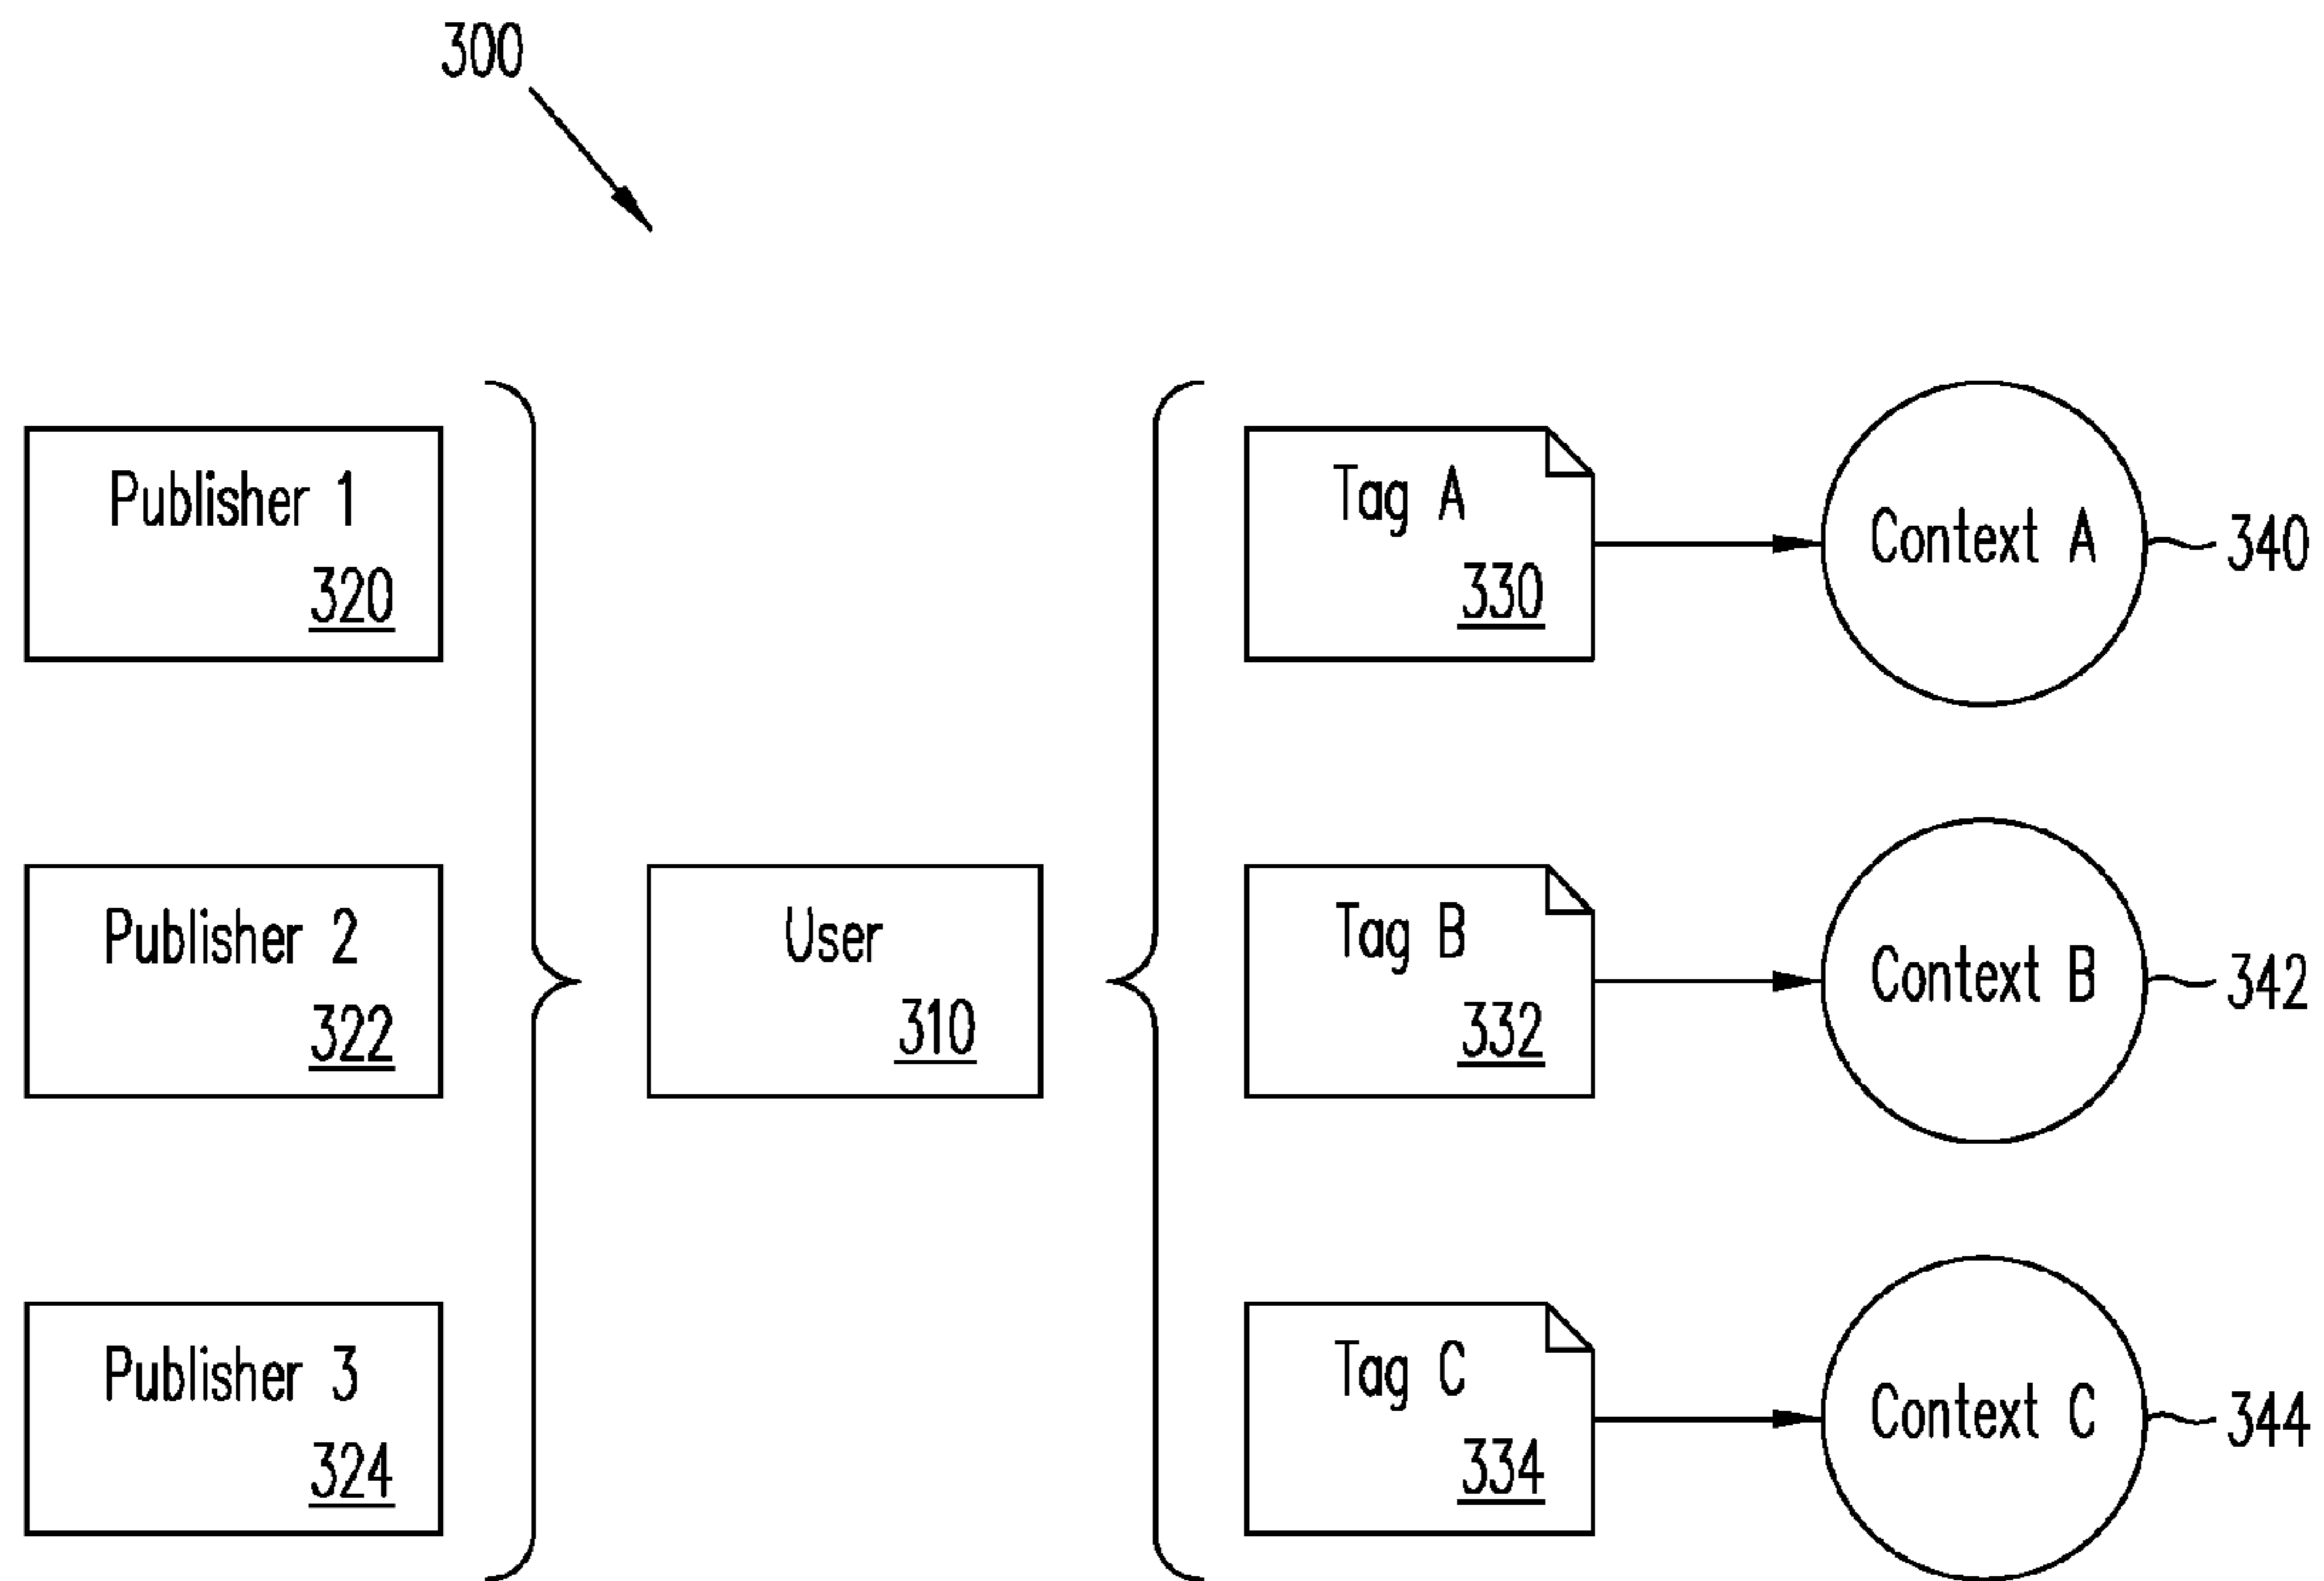 300
Publisher 1
320
Publisher 2
322
Publisher 3
324
User
310
Tag A
330
Tag B
332
Tag C
334
Context A
340
Context B
342
Context C
344